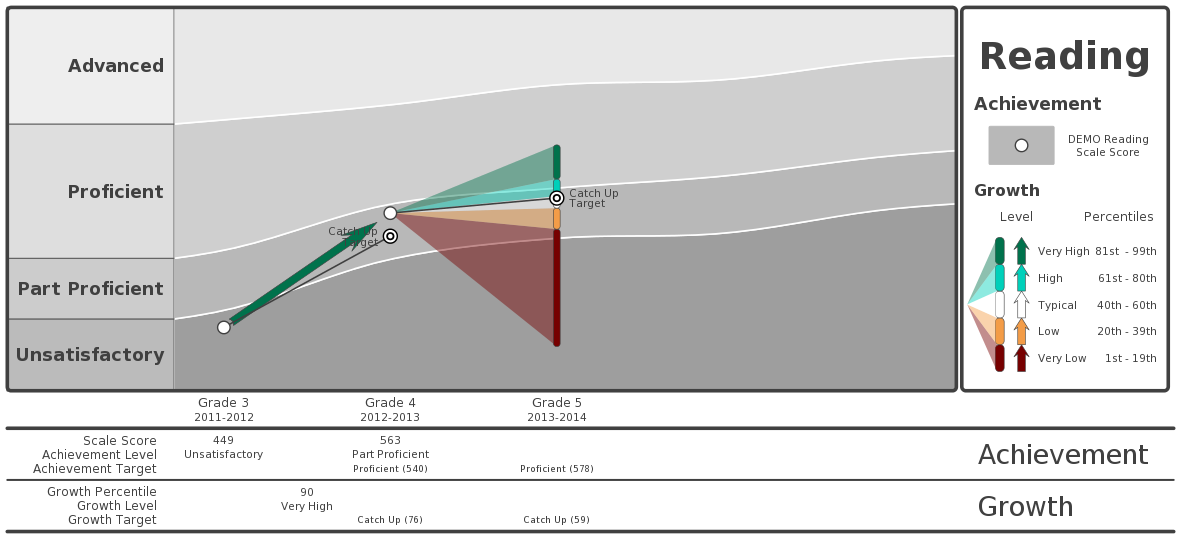 Advanced
Proficient
Part Proficient
Unsatisfactory
Catch Up
Target
Catch Up
Target
Reading
Achievement
DEMO Reading
Scale Score
Growth
Level Percentiles
Very High 81st - 99th
High 61st - 80th
Typical 40th - 60th
Low 20th - 39th
Very Low 1st - 19th
Grade 3 Grade 4 Grade 5
2011-2012 2012-2013 2013-2014
Scale Score 449 563
Achievement Level Unsatisfactory Part Proficient
Achievement Target Proficient (540) Proficient (578)
Achievement
Growth Percentile 90
Growth Level Very High
Growth Target Catch Up (76) Catch Up (59)
Growth